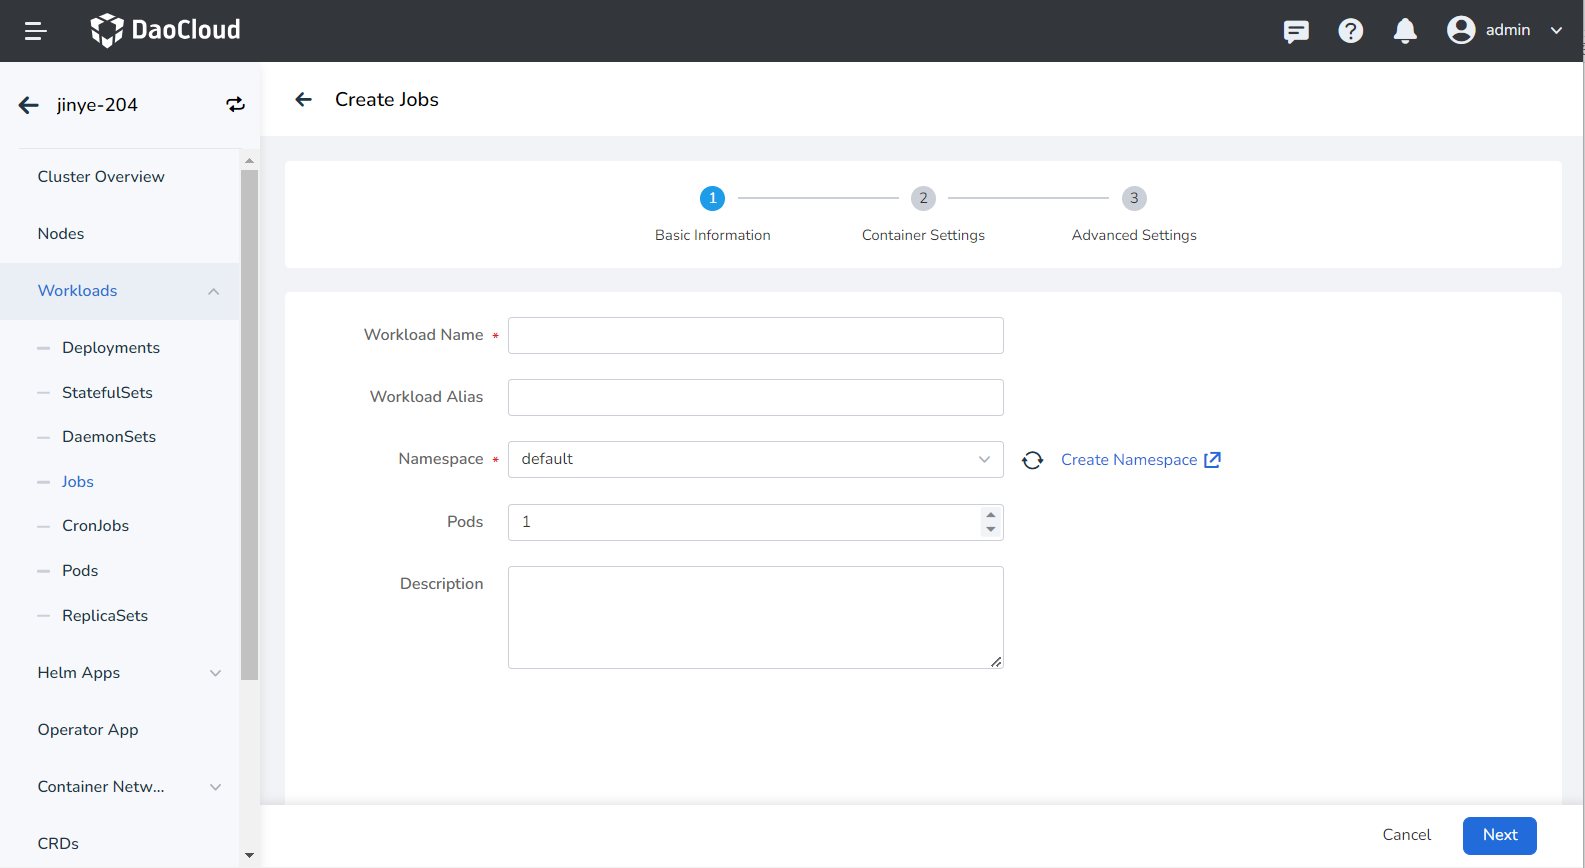 DaoCloud
admin
jinye-204
Create Jobs
Cluster Overview
Nodes
Workloads
Deployments
StatefulSets
DaemonSets
Jobs
CronJobs
Pods
ReplicaSets
Helm Apps
Operator App
Container Netw...
CRDs
1
2
3
Basic Information
Container Settings
Advanced Settings
Workload Name *
Workload Alias
Namespace * default
Create Namespace
Pods 1
Description
Cancel
Next